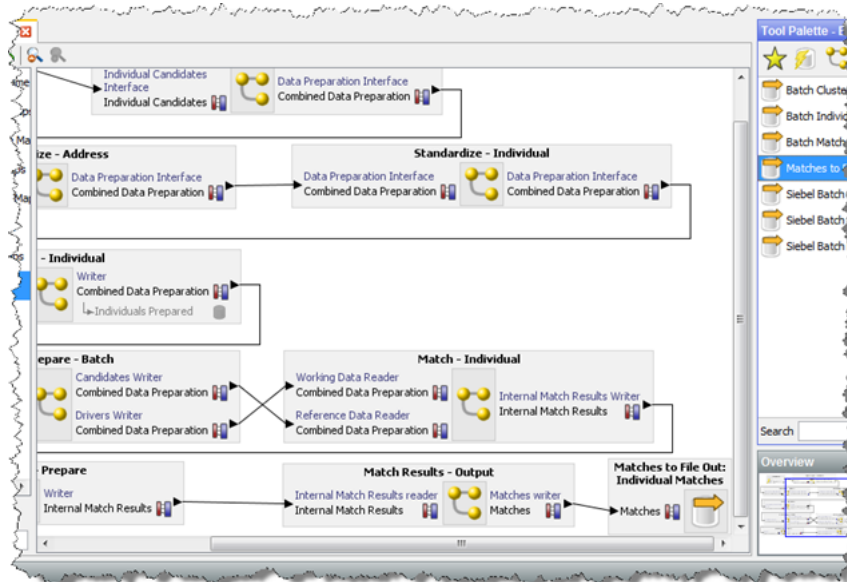 Tool Palette - E
Individual Candidates
Interface
Individual Candidates
Data Preparation Interface
Combined Data Preparation
Batch Cluste
Batch Individ
Batch Match
Matches to
Siebel Batch
Siebel Batch
Siebel Batch
ize - Address
Data Preparation Interface
Combined Data Preparation
Standardize - Individual
Data Preparation Interface
Combined Data Preparation
Data Preparation Interface
Combined Data Preparation
- Individual
Writer
Combined Data Preparation
Individuals Prepared
epare - Batch
Candidates Writer
Combined Data Preparation
Drivers Writer
Combined Data Preparation
Match - Individual
Working Data Reader
Combined Data Preparation
Reference Data Reader
Combined Data Preparation
Internal Match Results Writer
Internal Match Results
Search
Overview
- Prepare
Writer
Internal Match Results
Match Results - Output
Internal Match Results reader
Internal Match Results
Matches writer
Matches
Matches to File Out:
Individual Matches
Matches